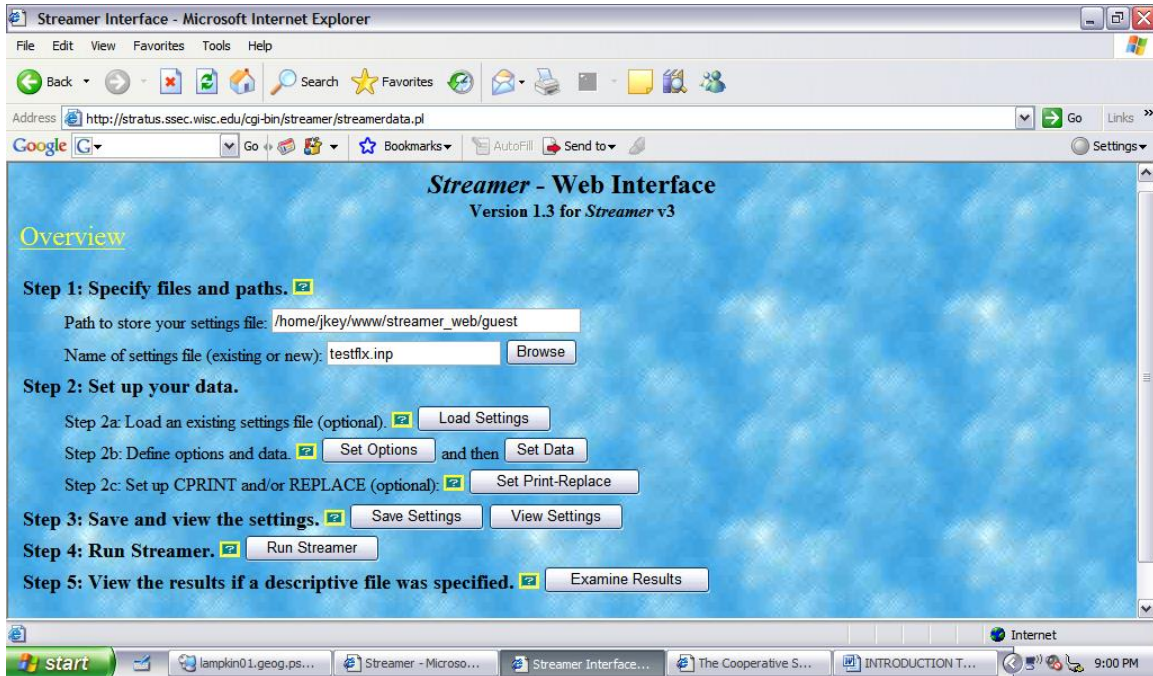 Streamer Interface - Microsoft Internet Explorer
File Edit View Favorites Tools Help
Back Search Favorites
Address http://stratus.ssec.wisc.edu/cgi-bin/streamer/streamerdata.pl Go Links »
Google G Go Bookmarks AutoFill Send to Settings
Streamer - Web Interface
Version 1.3 for Streamer v3
Overview
Step 1: Specify files and paths. ?
Path to store your settings file: /home/jkey/www/streamer_web/guest
Name of settings file (existing or new): testflx.inp Browse
Step 2: Set up your data.
Step 2a: Load an existing settings file (optional). ? Load Settings
Step 2b: Define options and data. ? Set Options and then Set Data
Step 2c: Set up CPRINT and/or REPLACE (optional): ? Set Print-Replace
Step 3: Save and view the settings. ? Save Settings View Settings
Step 4: Run Streamer. ? Run Streamer
Step 5: View the results if a descriptive file was specified. ? Examine Results
Internet
start lampkin01.geog.ps... Streamer - Microso... Streamer Interface... The Cooperative S... INTRODUCTION T... 9:00 PM